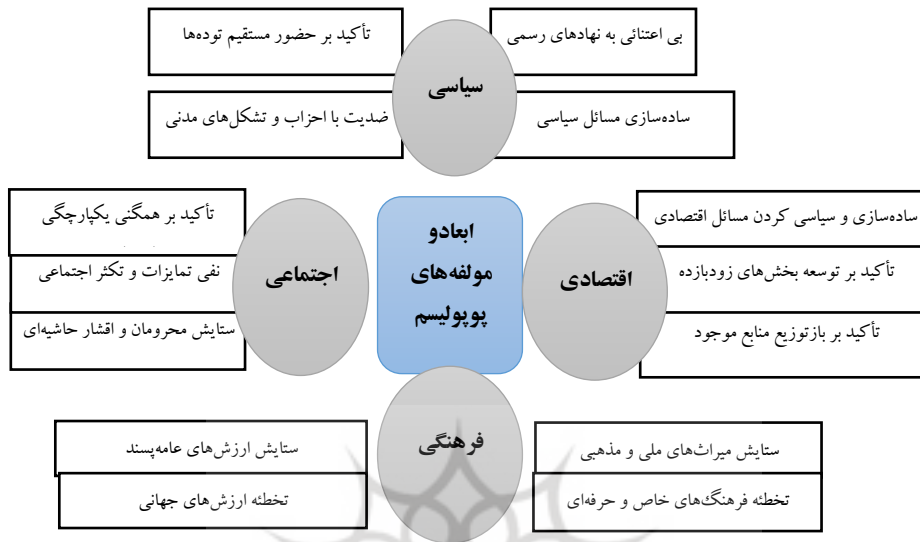 بی اعتنائی به نهادهای رسمی
تأکید بر حضور مستقیم توده‌ها
سیاسی
ساده‌سازی مسائل سیاسی
ضدیت با احزاب و تشکل‌های مدنی
ساده‌سازی و سیاسی کردن مسائل اقتصادی
تأکید بر توسعه بخش‌های زودبازده
تأکید بر بازتوزیع منابع موجود
اقتصادی
ابعادو
مولفه‌های
پوپولیسم
اجتماعی
تأکید بر همگنی یکپارچگی
نفی تمایزات و تکثر اجتماعی
ستایش محرومان و اقشار حاشیه‌ای
فرهنگی
ستایش میراث‌های ملی و مذهبی
تخطئه فرهنگ‌های خاص و حرفه‌ای
ستایش ارزش‌های عامه‌پسند
تخطئه ارزش‌های جهانی